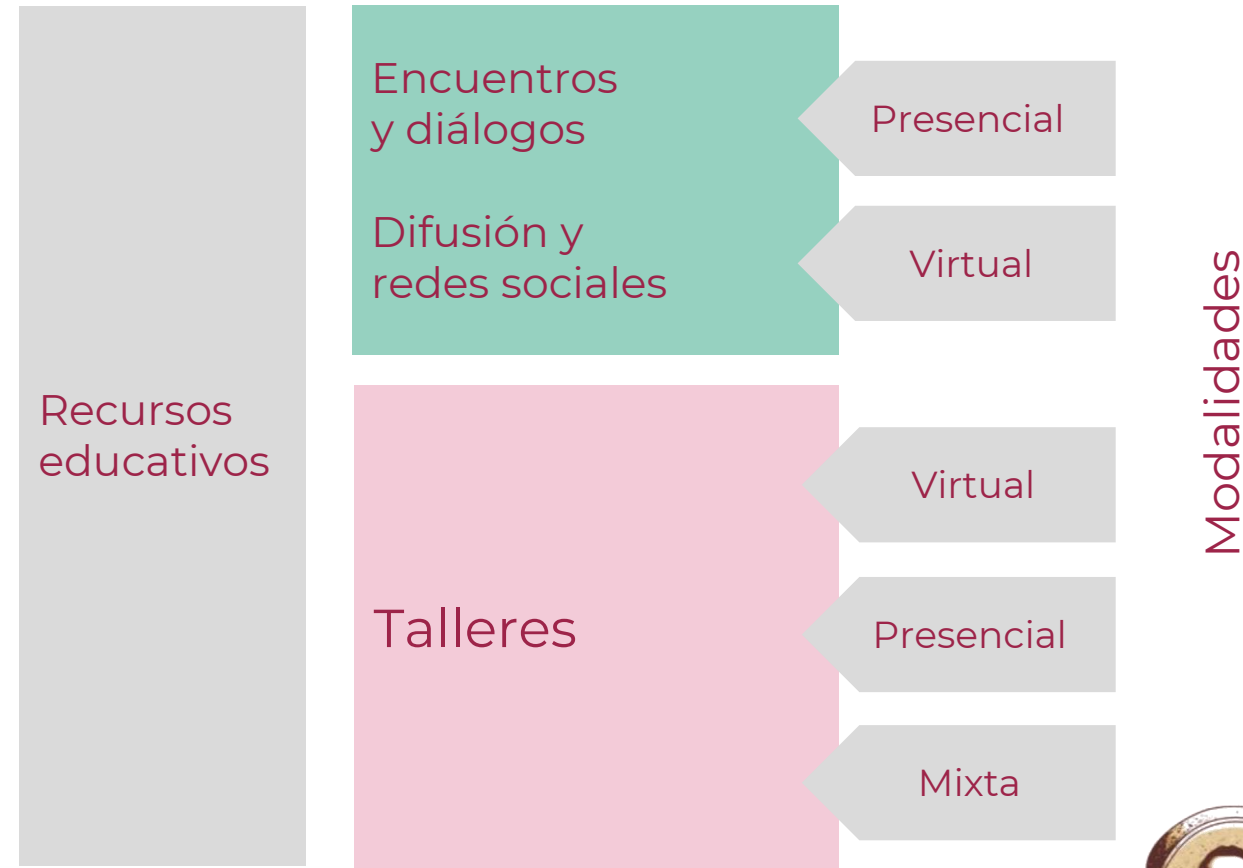 Recursos
educativos
Encuentros
y diálogos
Difusión y
redes sociales
Presencial
Virtual
Talleres
Virtual
Presencial
Mixta
Modalidades